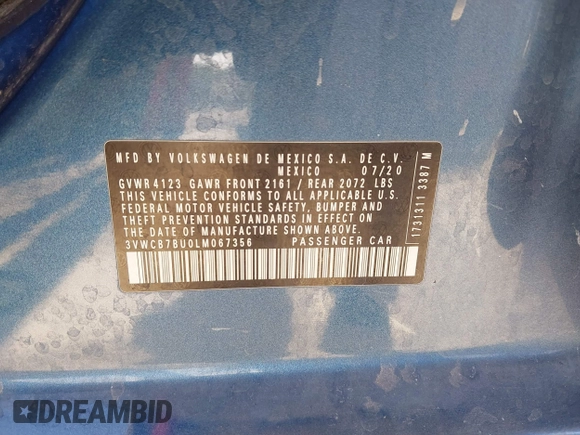 MFD BY VOLKSWAGEN DE MEXICO S.A. DE C.V.
MEXICO 07/20
GVWR 4123 GAWR FRONT 2161 / REAR 2072 LBS
THIS VEHICLE CONFORMS TO ALL APPLICABLE U.S.
FEDERAL MOTOR VEHICLE SAFETY, BUMPER AND
THEFT PREVENTION STANDARDS IN EFFECT ON
THE DATE OF MANUFACTURE SHOWN ABOVE.
3VWCB7BU0LM067356 PASSENGER CAR
1731311 3387 M
DREAMBID